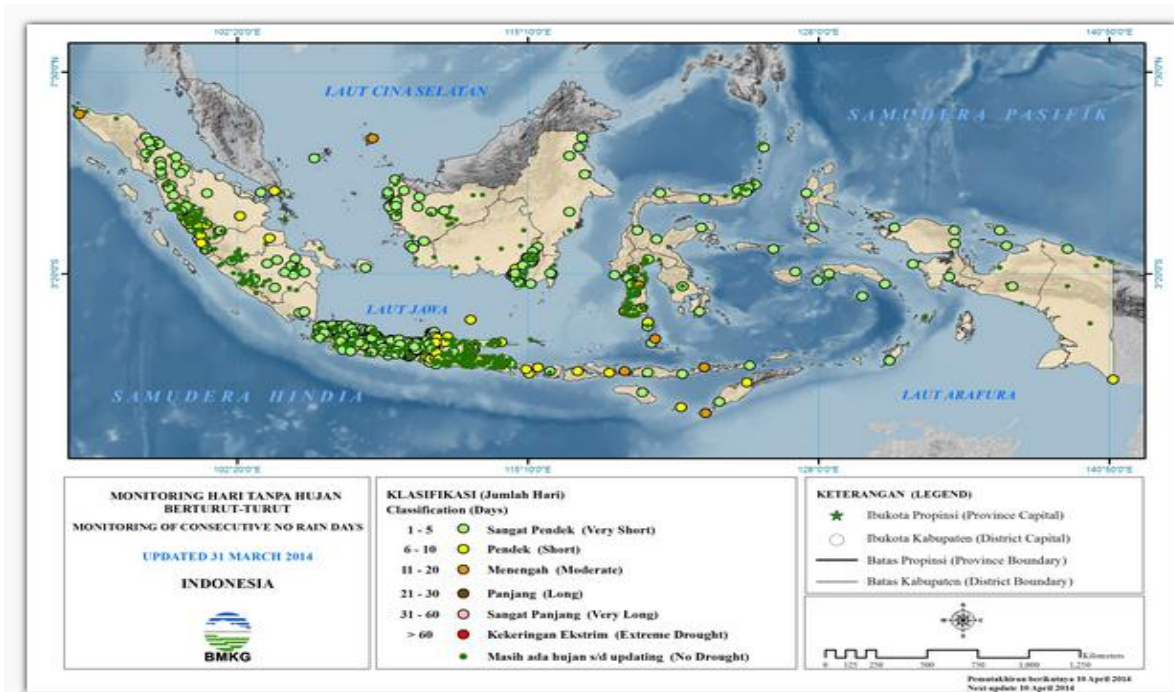 102°20'0"E 115°10'0"E 128°0'0"E 140°50'0"E
LAUT CINA SELATAN
SAMUDERA PASIFIK
3°20'0"S 3°20'0"S
LAUT JAWA
SAMUDERA HINDIA
LAUT ARAFURA
102°20'0"E 115°10'0"E 128°0'0"E 140°50'0"E
MONITORING HARI TANPA HUJAN
BERTURUT-TURUT
MONITORING OF CONSECUTIVE NO RAIN DAYS
UPDATED 31 MARCH 2014
INDONESIA
BMKG
KLASIFIKASI (Jumlah Hari)
Classification (Days)
1 - 5 Sangat Pendek (Very Short)
6 - 10 Pendek (Short)
11 - 20 Menengah (Moderate)
21 - 30 Panjang (Long)
31 - 60 Sangat Panjang (Very Long)
> 60 Kekeringan Ekstrim (Extreme Drought)
Masih ada hujan s/d updating (No Drought)
KETERANGAN (LEGEND)
Ibukota Propinsi (Province Capital)
Ibukota Kabupaten (District Capital)
Batas Propinsi (Province Boundary)
Batas Kabupaten (District Boundary)
Kilometers
0 125 250 500 750 1,000 1,250
Pemutakhiran berikutnya 10 April 2014
Next update 10 April 2014